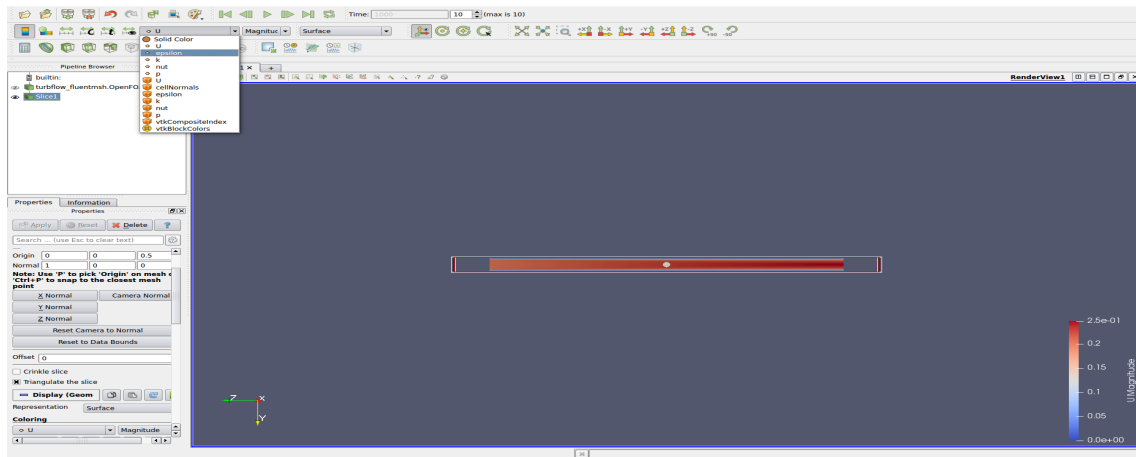 Time: 1000 10 (max is 10)
U Magnituc Surface
Solid Color
U
epsilon
k
nut
p
U
cellNormals
epsilon
k
nut
p
vtkCompositeIndex
vtkBlockColors
Pipeline Browser
builtin:
turbflow_fluentmsh.OpenFO
Slice1
1 × +
RenderView1
Properties Information
Properties
Apply Reset Delete ?
Search ... (use Esc to clear text)
Origin 0 0 0.5
Normal 1 0 0
Note: Use 'P' to pick 'Origin' on mesh
'Ctrl+P' to snap to the closest mesh
point
X Normal Camera Normal
Y Normal
Z Normal
Reset Camera to Normal
Reset to Data Bounds
Offset 0
Crinkle slice
Triangulate the slice
Display (Geom
Representation Surface
Coloring
U Magnitude
Z X
Y
2.5e-01
0.2
0.15
0.1
0.05
0.0e+00
U Magnitude